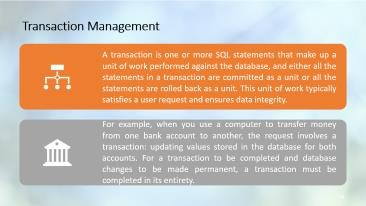 Transaction Management
A transaction is one or more SQL statements that make up a
unit of work performed against the database, and either all the
statements in a transaction are committed as a unit or all the
statements are rolled back as a unit. This unit of work typically
satisfies a user request and ensures data integrity.
For example, when you use a computer to transfer money
from one bank account to another, the request involves a
transaction: updating values stored in the database for both
accounts. For a transaction to be completed and database
changes to be made permanent, a transaction must be
completed in its entirety.